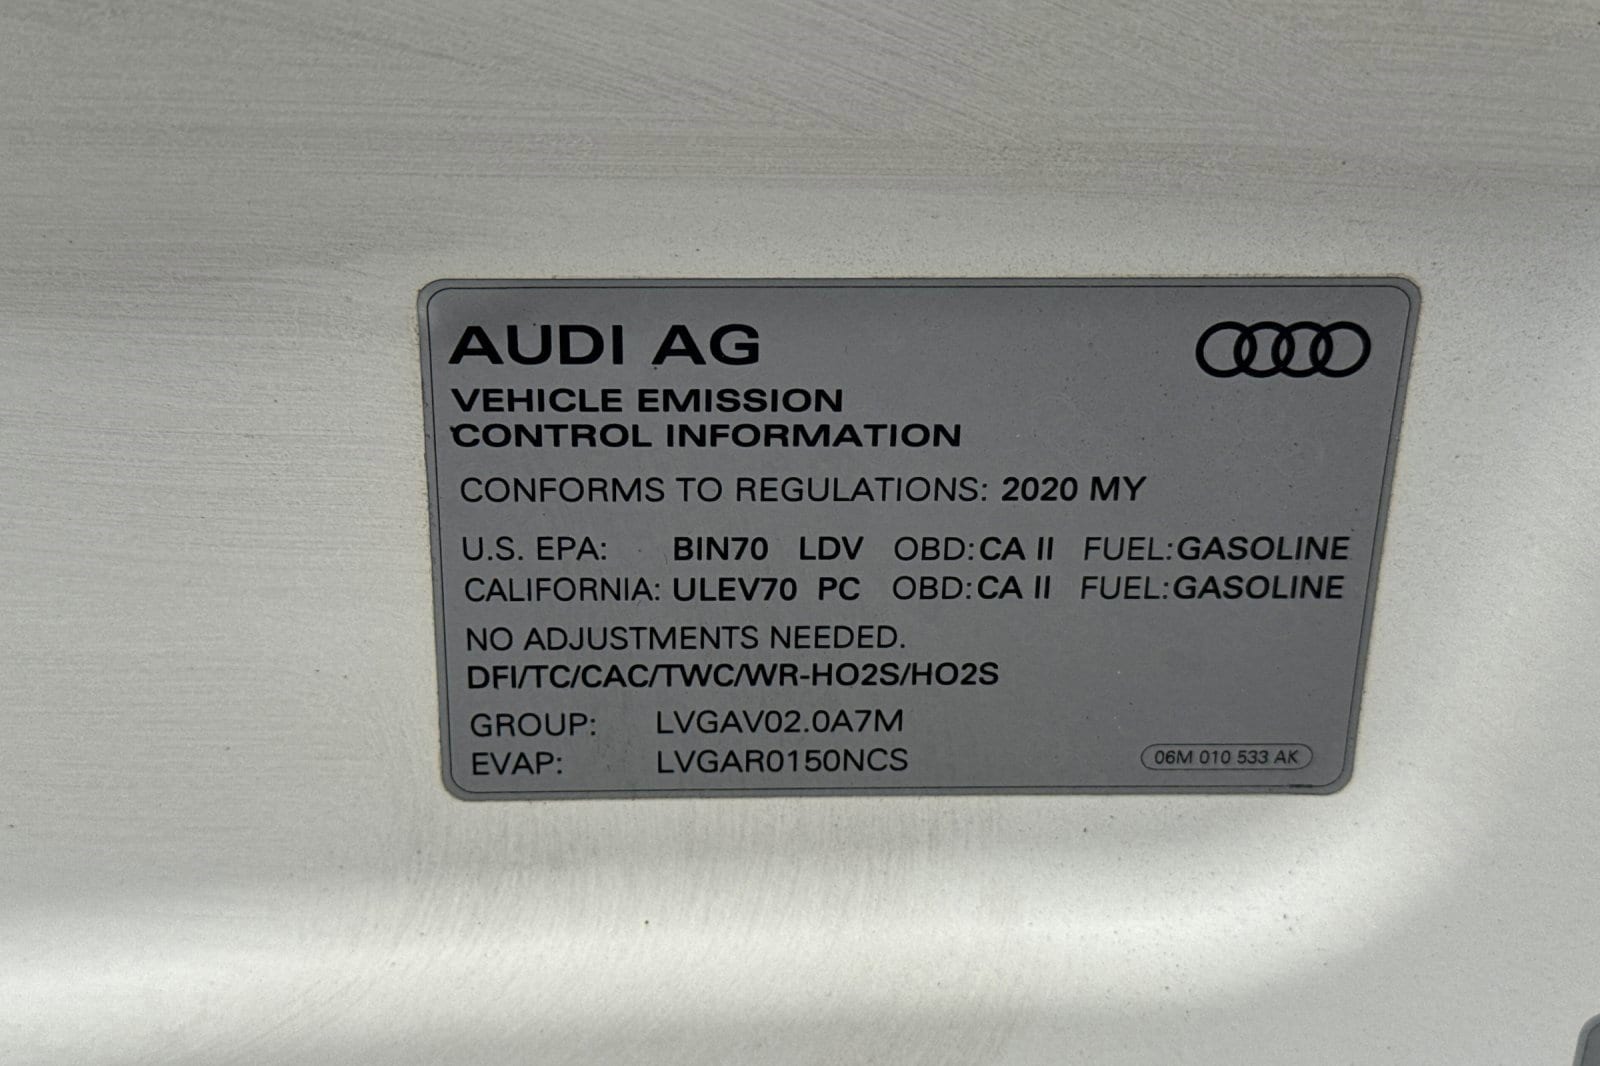 AUDI AG
VEHICLE EMISSION
CONTROL INFORMATION
CONFORMS TO REGULATIONS: 2020 MY
U.S. EPA: BIN70 LDV OBD: CA II FUEL: GASOLINE
CALIFORNIA: ULEV70 PC OBD: CA II FUEL: GASOLINE
NO ADJUSTMENTS NEEDED.
DFI/TC/CAC/TWC/WR-HO2S/HO2S
GROUP: LVGAV02.0A7M
EVAP: LVGAR0150NCS
06M 010 533 AK